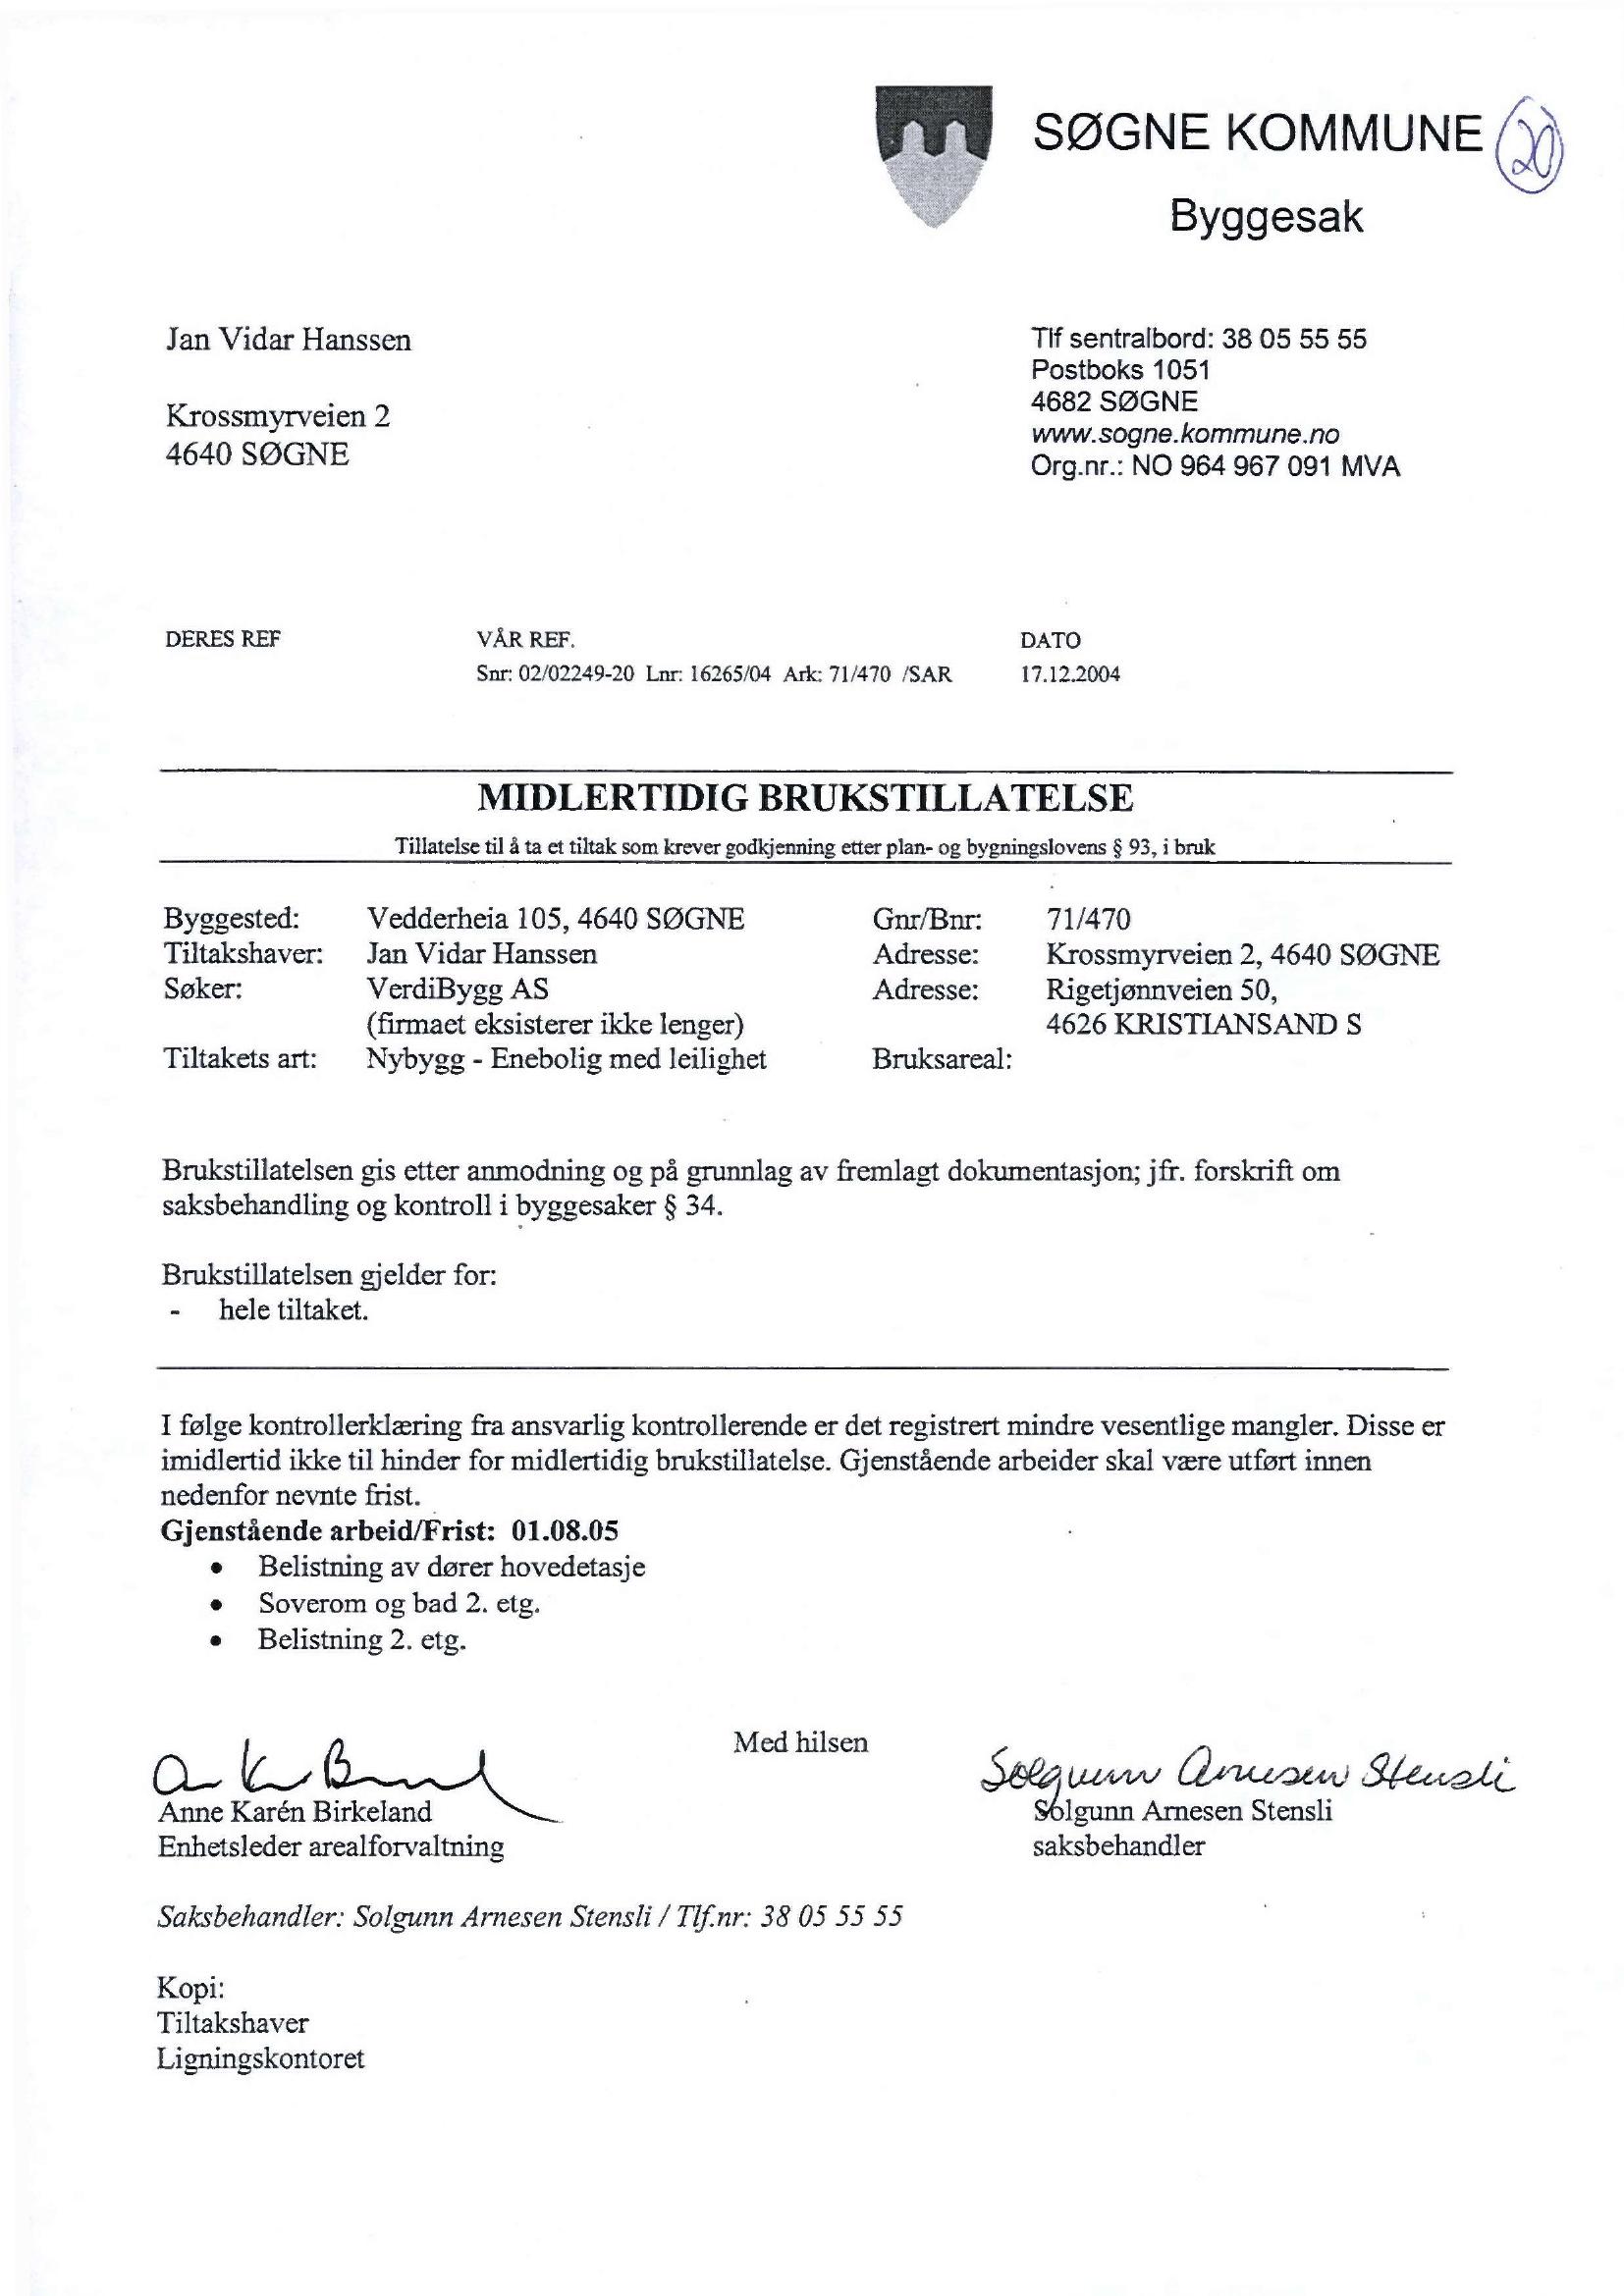 SØGNE KOMMUNE
20
Byggesak
Jan Vidar Hanssen
Krossmyrveien 2
4640 SØGNE
Tlf sentralbord: 38 05 55 55
Postboks 1051
4682 SØGNE
www.sogne.kommune.no
Org.nr.: NO 964 967 091 MVA
DERES REF VÅR REF. DATO
Snr: 02/02249-20 Lnr: 16265/04 Ark: 71/470 /SAR 17.12.2004
MIDLERTIDIG BRUKSTILLATELSE
Tillatelse til å ta et tiltak som krever godkjenning etter plan- og bygningslovens § 93, i bruk
Byggested: Vedderheia 105, 4640 SØGNE Gnr/Bnr: 71/470
Tiltakshaver: Jan Vidar Hanssen Adresse: Krossmyrveien 2, 4640 SØGNE
Søker: VerdiBygg AS Adresse: Rigetjønnveien 50,
(firmaet eksisterer ikke lenger) 4626 KRISTIANSAND S
Tiltakets art: Nybygg - Enebolig med leilighet Bruksareal:
Brukstillatelsen gis etter anmodning og på grunnlag av fremlagt dokumentasjon; jfr. forskrift om
saksbehandling og kontroll i byggesaker § 34.
Brukstillatelsen gjelder for:
- hele tiltaket.
I følge kontrollerklæring fra ansvarlig kontrollerende er det registrert mindre vesentlige mangler. Disse er
imidlertid ikke til hinder for midlertidig brukstillatelse. Gjenstående arbeider skal være utført innen
nedenfor nevnte frist.
Gjenstående arbeid/Frist: 01.08.05
• Belistning av dører hovedetasje
• Soverom og bad 2. etg.
• Belistning 2. etg.
Med hilsen
Solgunn Arnesen Stensli
Anne Karén Birkeland Solgunn Arnesen Stensli
Enhetsleder arealforvaltning saksbehandler
Saksbehandler: Solgunn Arnesen Stensli / Tlf.nr: 38 05 55 55
Kopi:
Tiltakshaver
Ligningskontoret